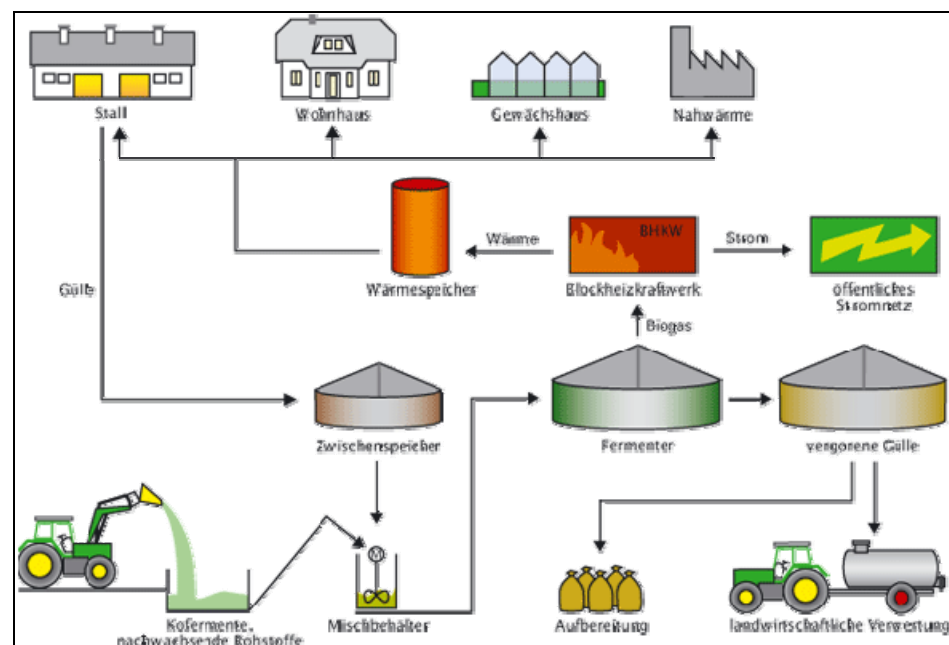 Stall
Wohnhaus
Gewächshaus
Nahwärme
Wärme
BHKW
Strom
Gülle
Wärmespeicher
Blockheizkraftwerk
öffentliches
Stromnetz
Biogas
Zwischenspeicher
Fermenter
vergorene Gülle
M
Kofermente,
nachwachsende Rohstoffe
Mischbehälter
Aufbereitung
landwirtschaftliche Verwertung